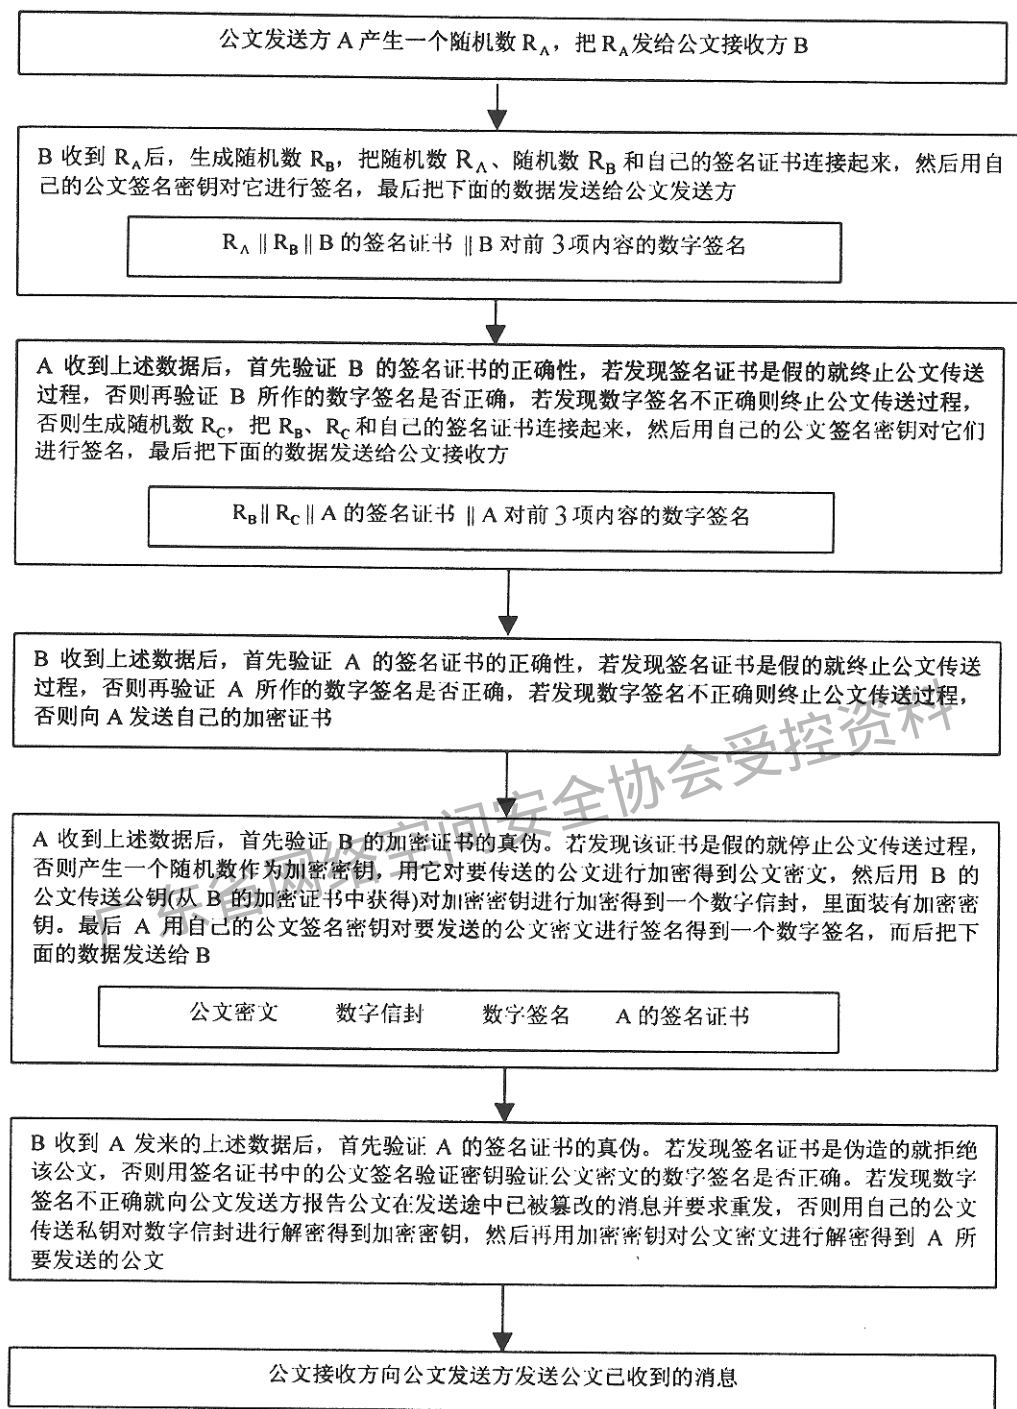 公文发送方 A 产生一个随机数 RA，把 RA发给公文接收方 B
B 收到 RA后，生成随机数 RB，把随机数 RA、随机数 RB 和自己的签名证书连接起来，然后用自
己的公文签名密钥对它进行签名，最后把下面的数据发送给公文发送方
RA‖RB‖B 的签名证书 ‖B 对前 3项内容的数字签名
A 收到上述数据后，首先验证 B 的签名证书的正确性，若发现签名证书是假的就终止公文传送
过程，否则再验证 B 所作的数字签名是否正确，若发现数字签名不正确则终止公文传送过程，
否则生成随机数 RC，把 RB、RC 和自己的签名证书连接起来，然后用自己的公文签名密钥对它们
进行签名，最后把下面的数据发送给公文接收方
RB‖RC‖A 的签名证书 ‖A 对前 3 项内容的数字签名
B 收到上述数据后，首先验证 A 的签名证书的正确性，若发现签名证书是假的就终止公文传送
过程，否则再验证 A 所作的数字签名是否正确，若发现数字签名不正确则终止公文传送过程，
否则向 A 发送自己的加密证书
A 收到上述数据后，首先验证 B 的加密证书的真伪。若发现该证书是假的就停止公文传送过程，
否则产生一个随机数作为加密密钥，用它对要传送的公文进行加密得到公文密文，然后用 B 的
公文传送公钥(从 B 的加密证书中获得)对加密密钥进行加密得到一个数字信封，里面装有加密密
钥。最后 A 用自己的公文签名密钥对要发送的公文密文进行签名得到一个数字签名，而后把下
面的数据发送给 B
公文密文 数字信封 数字签名 A 的签名证书
B 收到 A 发来的上述数据后，首先验证 A 的签名证书的真伪。若发现签名证书是伪造的就拒绝
该公文，否则用签名证书中的公文签名验证密钥验证公文密文的数字签名是否正确。若发现数字
签名不正确就向公文发送方报告公文在发送途中已被篡改的消息并要求重发，否则用自己的公文
传送私钥对数字信封进行解密得到加密密钥，然后再用加密密钥对公文密文进行解密得到 A 所
要发送的公文
公文接收方向公文发送方发送公文已收到的消息
广东省网络空间安全协会受控资料